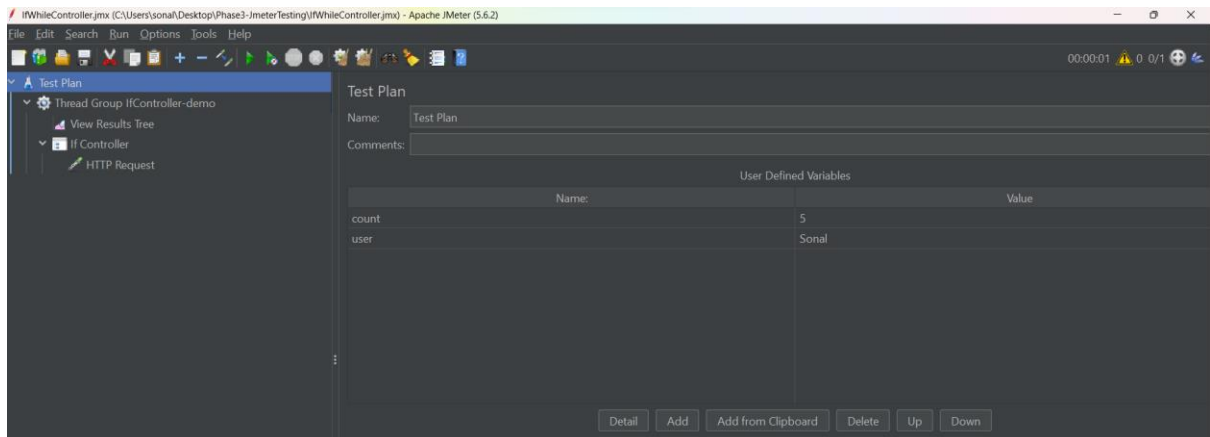 IfWhileController.jmx (C:\Users\sonal\Desktop\Phase3-JmeterTesting\IfWhileController.jmx) - Apache JMeter (5.6.2)
File Edit Search Run Options Tools Help
00:00:01 0 0/1
Test Plan
Thread Group IfController-demo
View Results Tree
If Controller
HTTP Request
Test Plan
Name: Test Plan
Comments:
User Defined Variables
Name: Value
count 5
user Sonal
Detail Add Add from Clipboard Delete Up Down